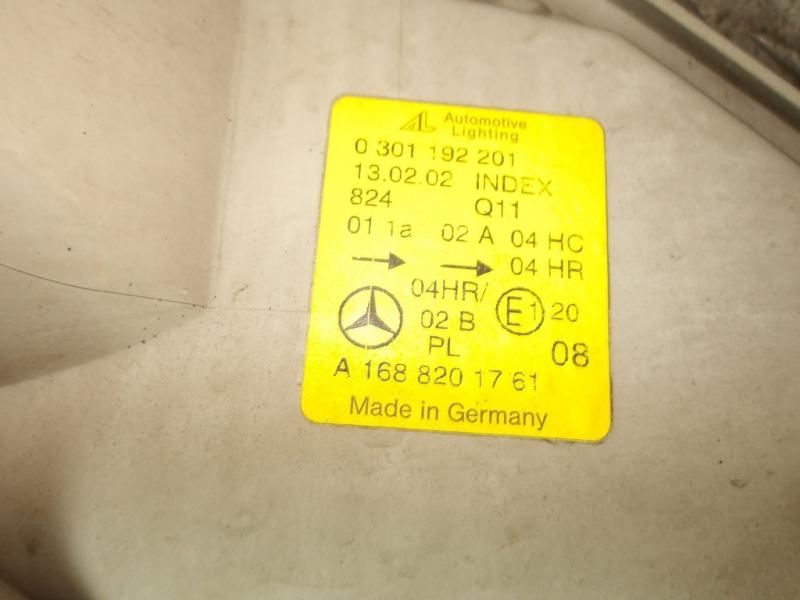 AL Automotive
Lighting
0 301 192 201
13.02.02 INDEX
824 Q11
01 1a 02 A 04 HC
04 HR
04HR/ E1 20
02 B
PL 08
A 168 820 17 61
Made in Germany